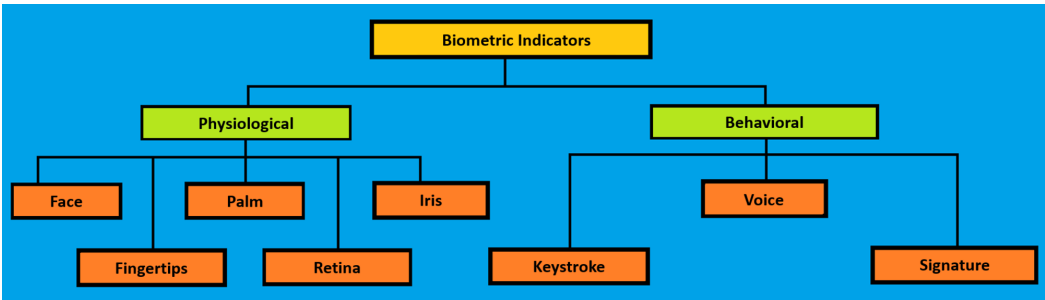 Biometric Indicators
Physiological
Behavioral
Face
Palm
Iris
Voice
Fingertips
Retina
Keystroke
Signature